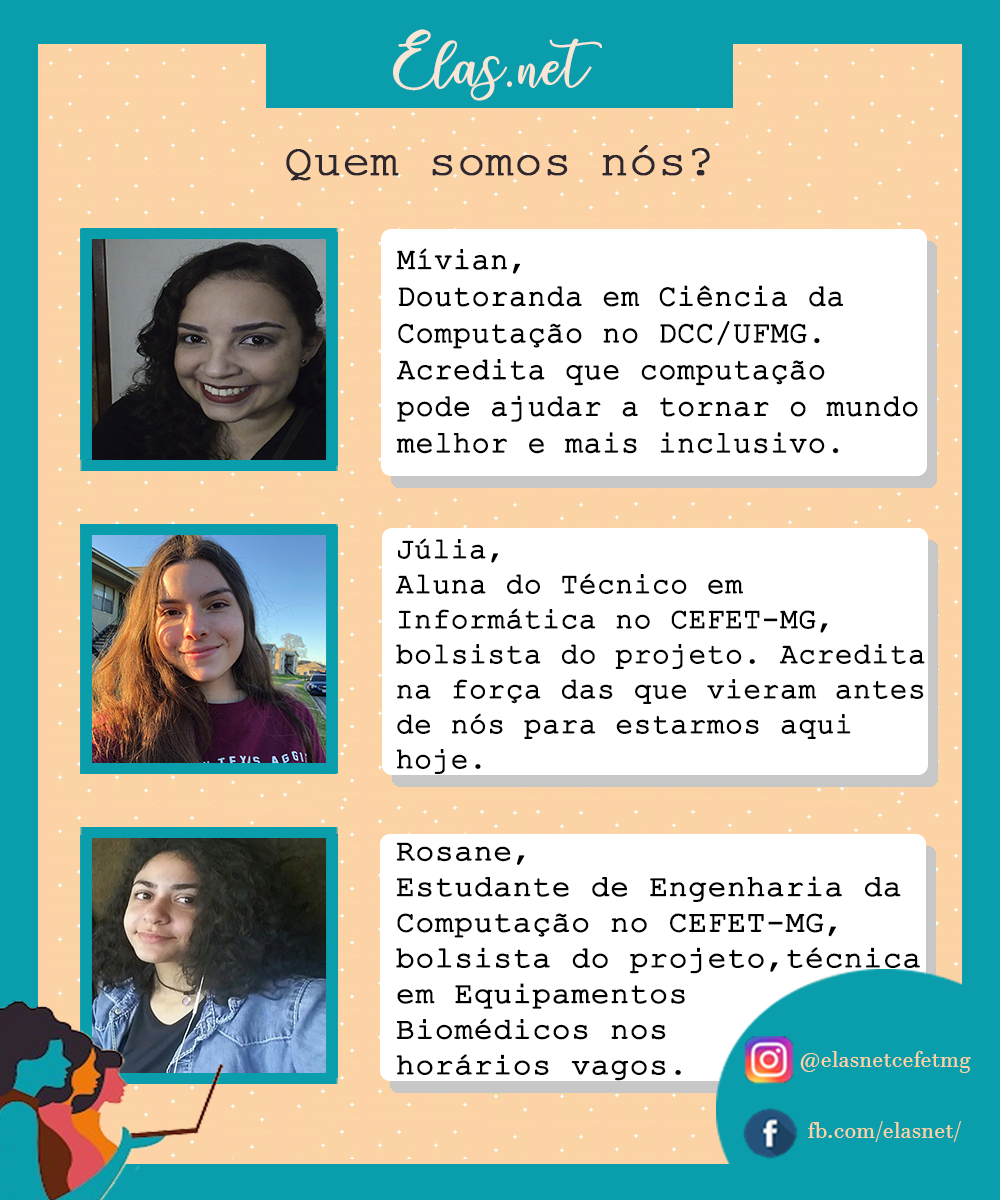 Elas.net
Quem somos nós?
Mívian,
Doutoranda em Ciência da
Computação no DCC/UFMG.
Acredita que computação
pode ajudar a tornar o mundo
melhor e mais inclusivo.
Júlia,
Aluna do Técnico em
Informática no CEFET-MG,
bolsista do projeto. Acredita
na força das que vieram antes
de nós para estarmos aqui
hoje.
Rosane,
Estudante de Engenharia da
Computação no CEFET-MG,
bolsista do projeto,técnica
em Equipamentos
Biomédicos nos
horários vagos.
@elasnetcefetmg
fb.com/elasnet/